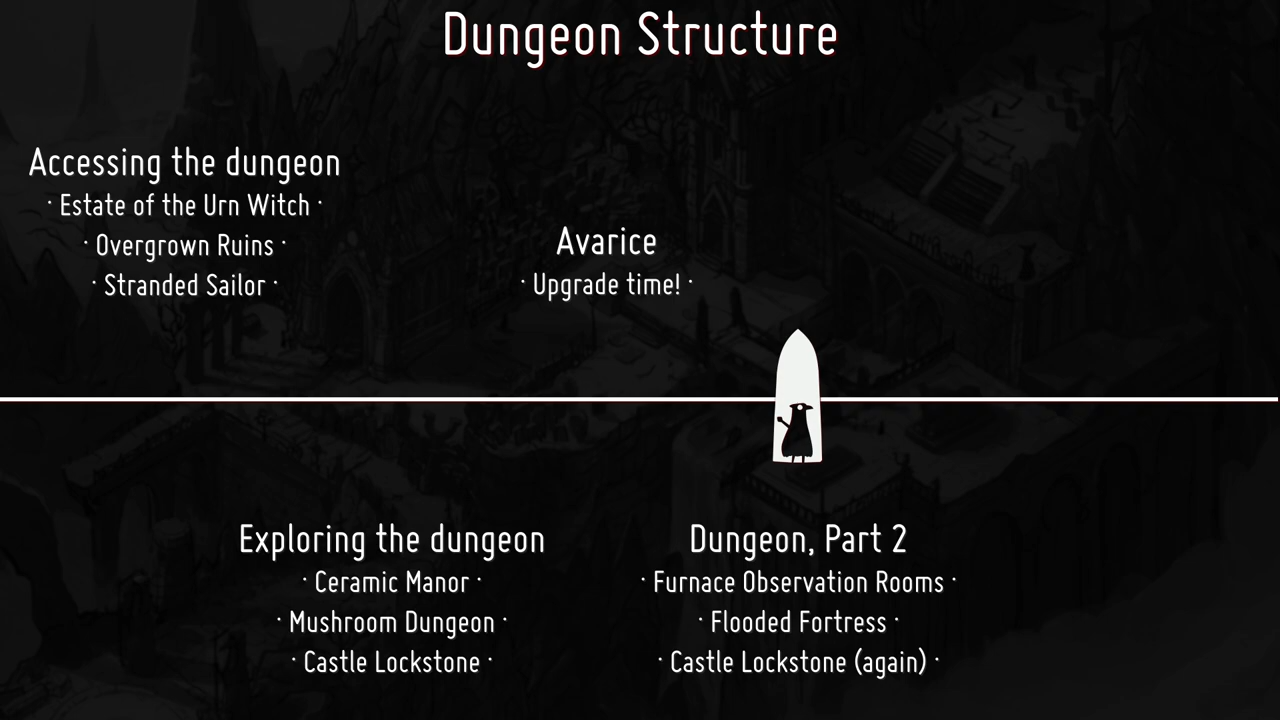 Dungeon Structure
Accessing the dungeon
· Estate of the Urn Witch ·
· Overgrown Ruins ·
· Stranded Sailor ·
Avarice
· Upgrade time! ·
Exploring the dungeon
· Ceramic Manor ·
· Mushroom Dungeon ·
· Castle Lockstone ·
Dungeon, Part 2
· Furnace Observation Rooms ·
· Flooded Fortress ·
· Castle Lockstone (again) ·